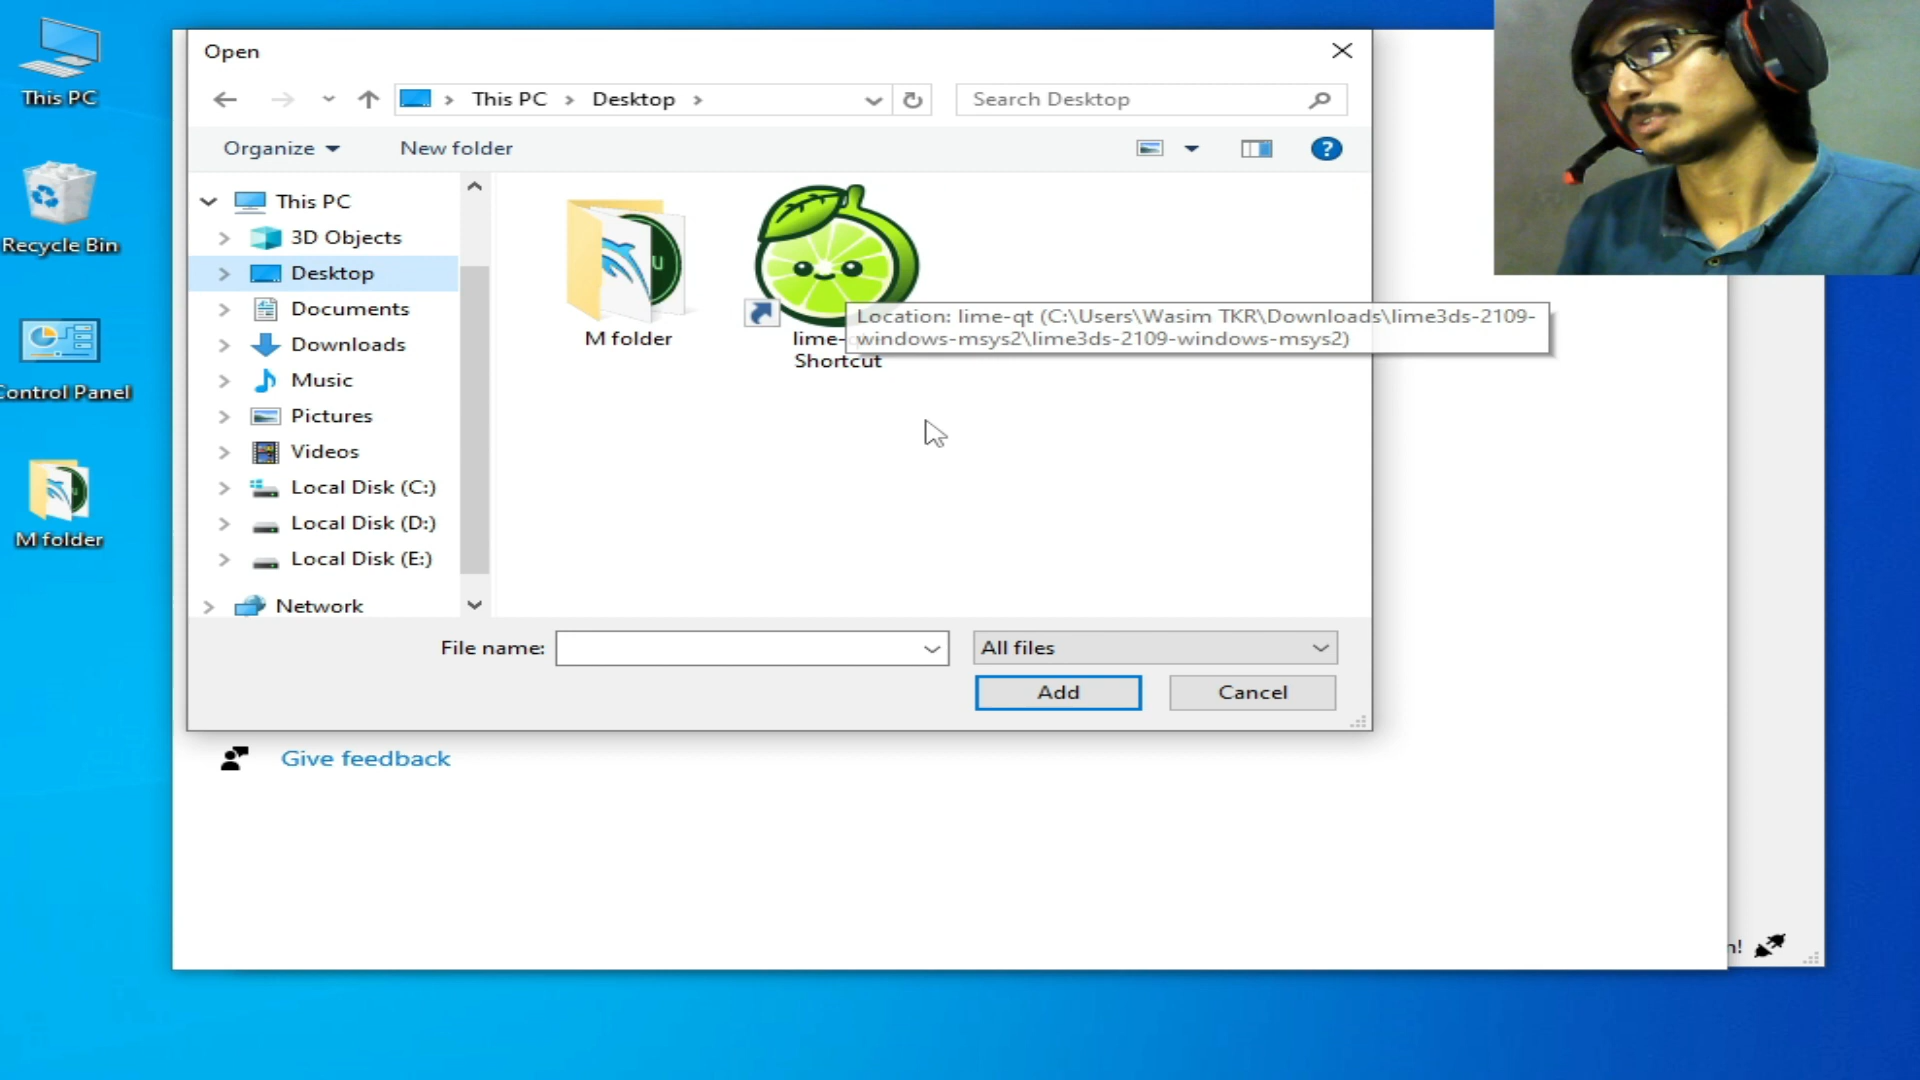 This PC
Recycle Bin
Control Panel
M folder
Open
This PC
Desktop
Search Desktop
Organize
New folder
This PC
3D Objects
Desktop
Documents
Downloads
Music
Pictures
Videos
Local Disk (C:)
Local Disk (D:)
Local Disk (E:)
Network
M folder
lime-
Shortcut
Location: lime-qt (C:\Users\Wasim TKR\Downloads\lime3ds-2109-
windows-msys2\lime3ds-2109-windows-msys2)
File name:
All files
Add
Cancel
Give feedback
n!